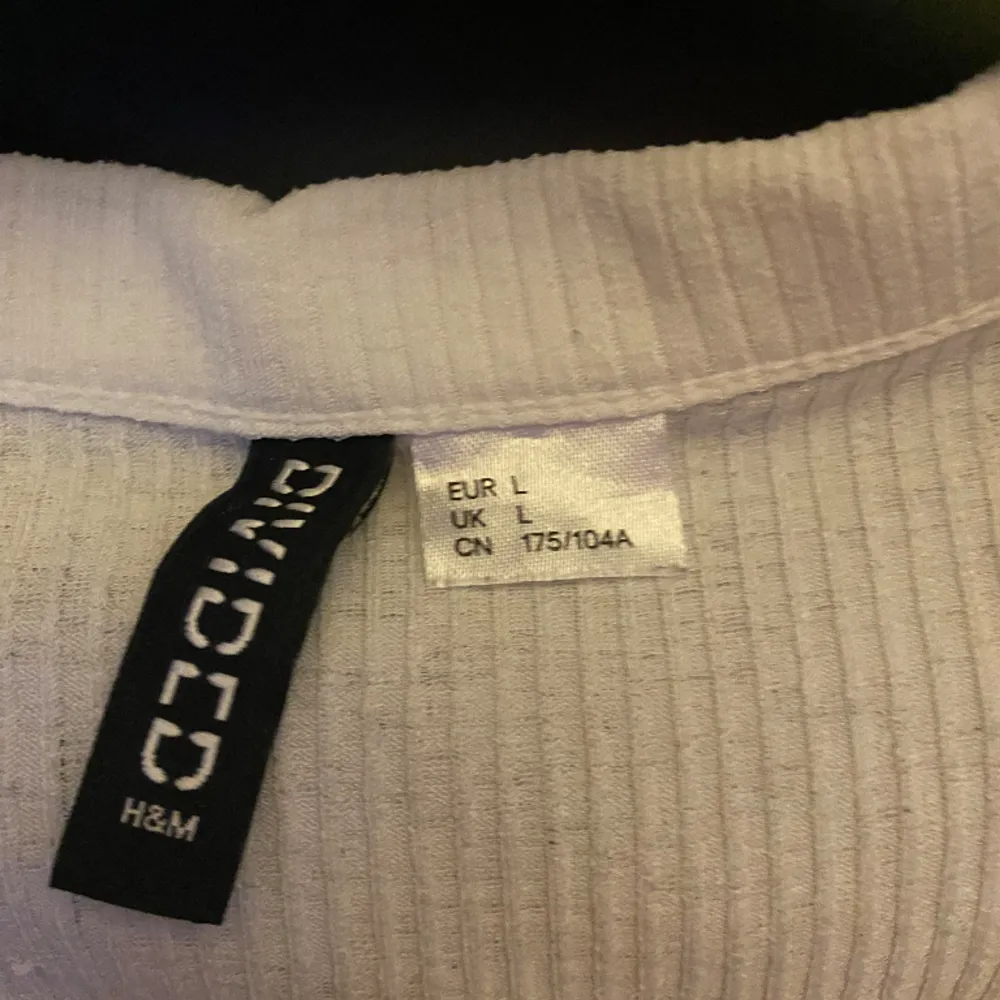 DIVIDED
H&M
EUR L
UK L
CN 175/104A